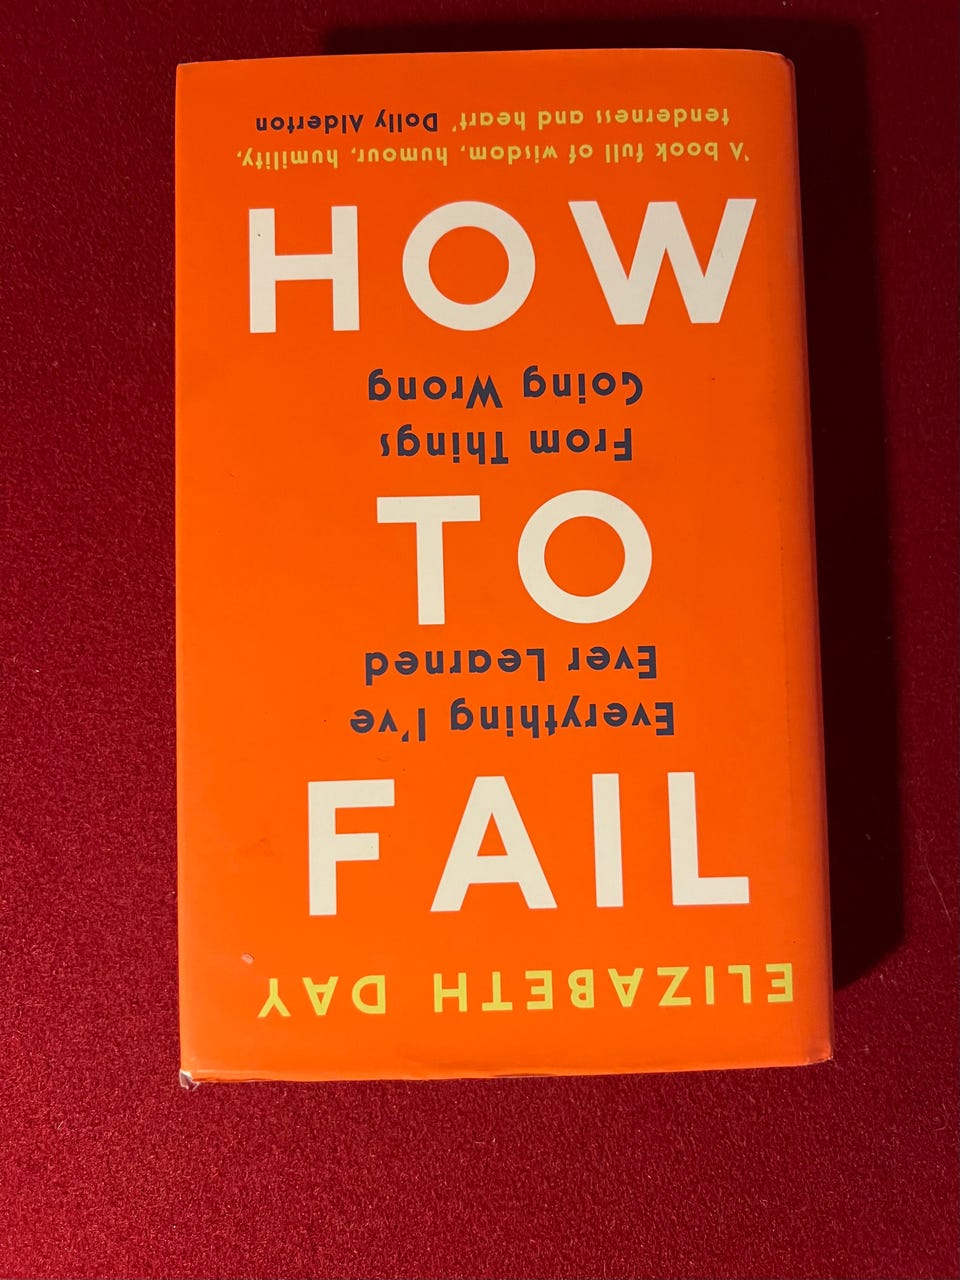 HOW
TO
FAIL
ELIZABETH DAY
Everything I've
Ever Learned
From Things
Going Wrong
'A book full of wisdom, humour, humility,
tenderness and heart' Dolly Alderton